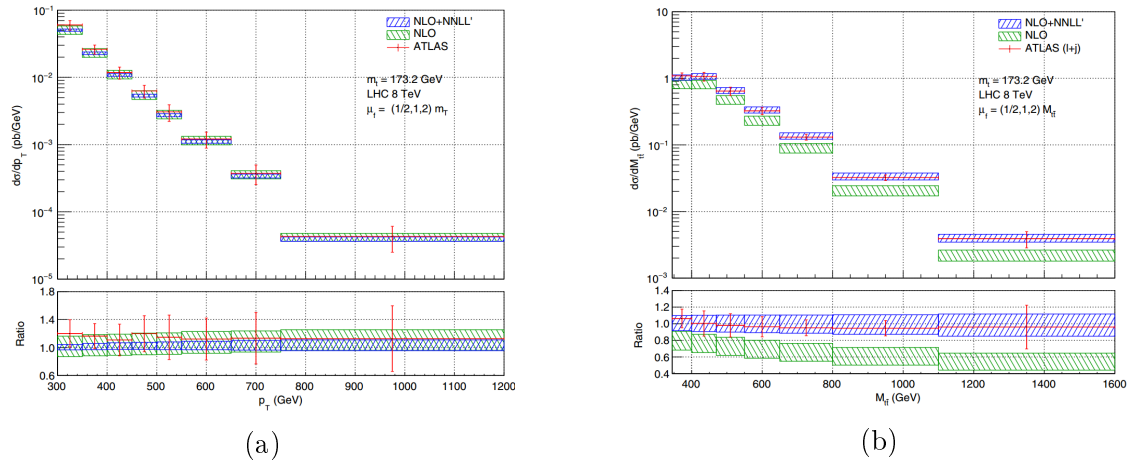 10⁻¹
10⁻²
10⁻³
10⁻⁴
10⁻⁵
dσ/dp_T (pb/GeV)
NLO+NNLL'
NLO
ATLAS
m_t = 173.2 GeV
LHC 8 TeV
μ_f = (1/2,1,2) m_T
1.8
1.4
1.0
0.6
Ratio
300 400 500 600 700 800 900 1000 1100 1200
p_T (GeV)
(a)
10
1
10⁻¹
10⁻²
10⁻³
dσ/dM_tt̄ (pb/GeV)
NLO+NNLL'
NLO
ATLAS (l+j)
m_t = 173.2 GeV
LHC 8 TeV
μ_f = (1/2,1,2) M_tt̄
1.4
1.2
1.0
0.8
0.6
0.4
Ratio
400 600 800 1000 1200 1400 1600
M_tt̄ (GeV)
(b)